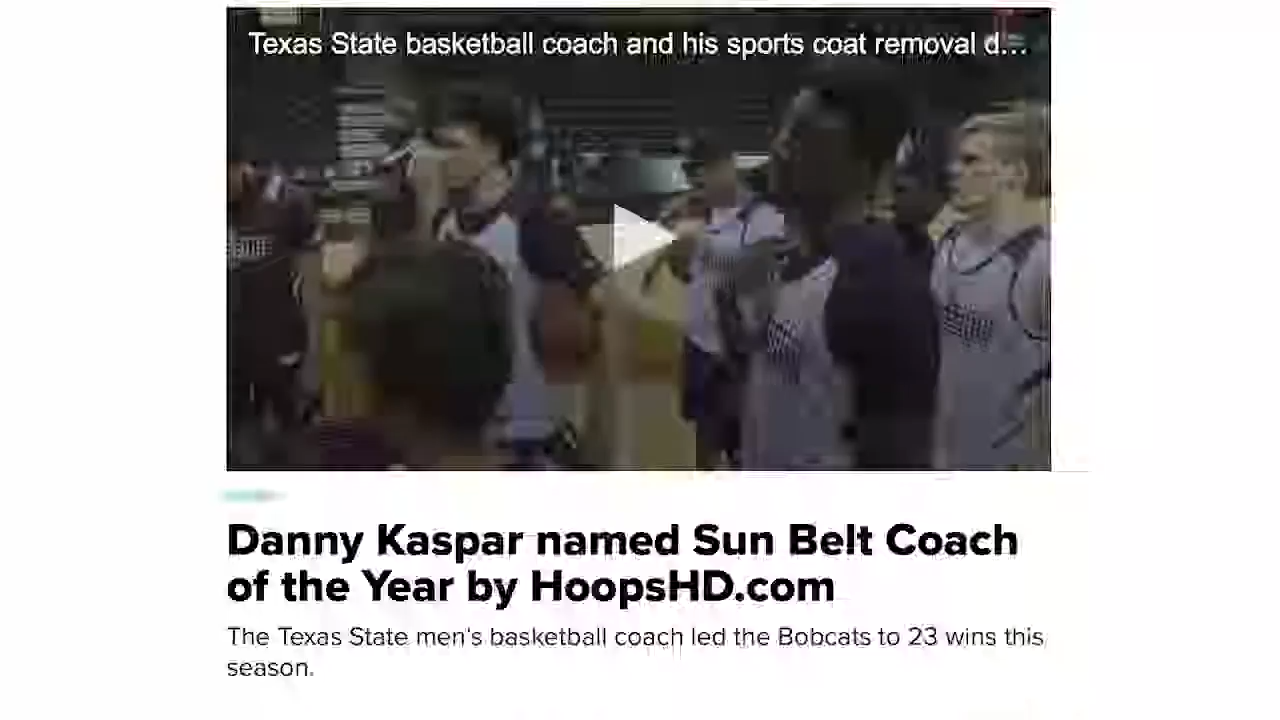 Texas State basketball coach and his sports coat removal d...
Danny Kaspar named Sun Belt Coach
of the Year by HoopsHD.com
The Texas State men's basketball coach led the Bobcats to 23 wins this
season.